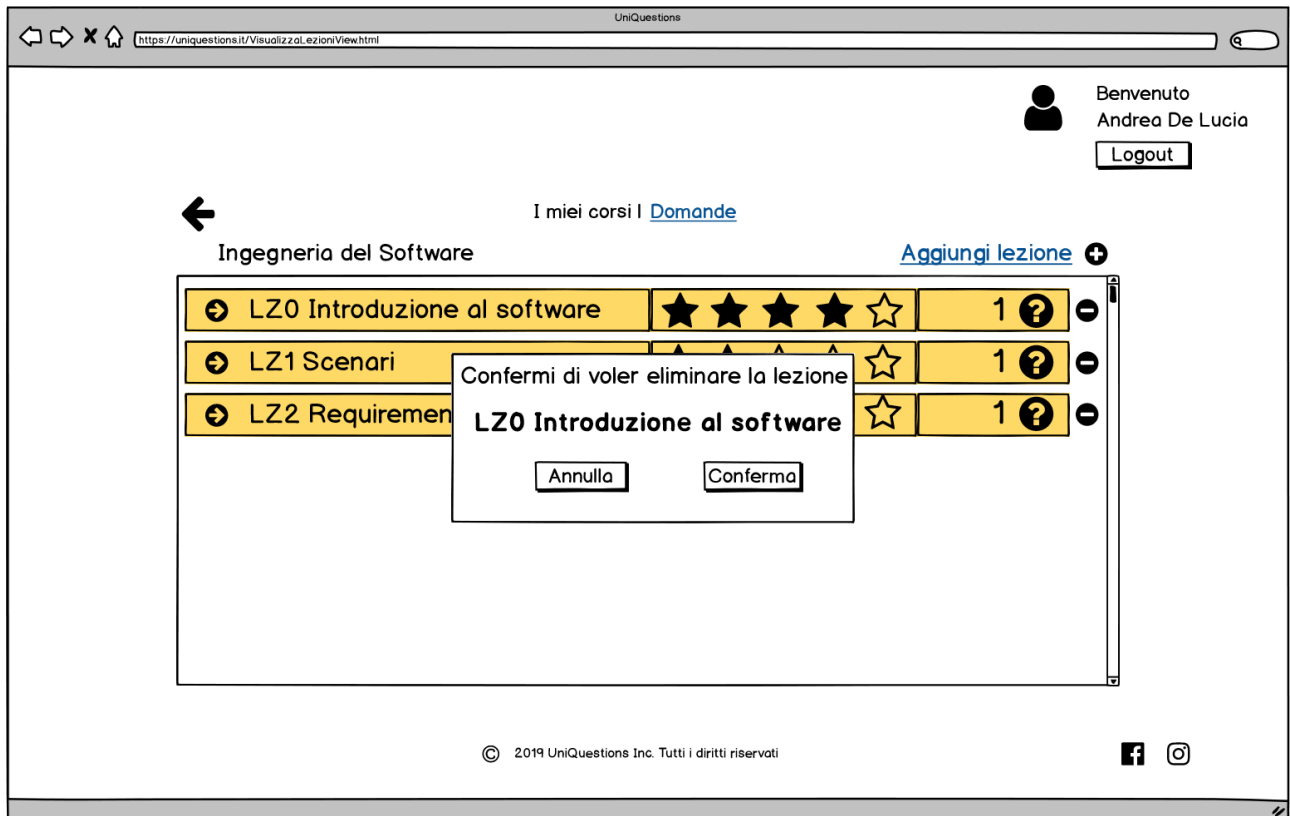 UniQuestions
https://uniquestions.it/VisualizzaLezioniView.html
Benvenuto
Andrea De Lucia
Logout
I miei corsi | Domande
Ingegneria del Software
Aggiungi lezione
LZ0 Introduzione al software
1
LZ1 Scenari
1
LZ2 Requiremen
1
Confermi di voler eliminare la lezione
LZ0 Introduzione al software
Annulla
Conferma
© 2019 UniQuestions Inc. Tutti i diritti riservati